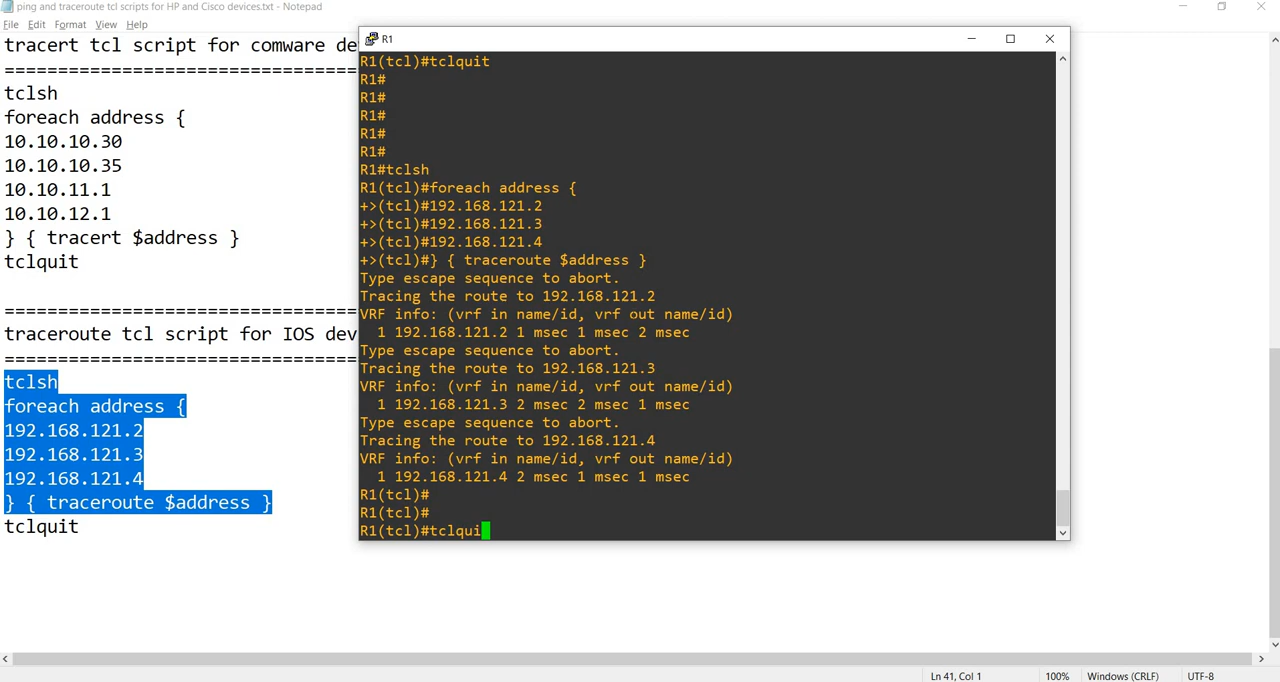 ping and traceroute tcl scripts for HP and Cisco devices.txt - Notepad
File Edit Format View Help
tracert tcl script for comware de
=================================
tclsh
foreach address {
10.10.10.30
10.10.10.35
10.10.11.1
10.10.12.1
} { tracert $address }
tclquit
=================================
traceroute tcl script for IOS dev
=================================
tclsh
foreach address {
192.168.121.2
192.168.121.3
192.168.121.4
} { traceroute $address }
tclquit
R1
R1(tcl)#tclquit
R1#
R1#
R1#
R1#
R1#
R1#tclsh
R1(tcl)#foreach address {
+>(tcl)#192.168.121.2
+>(tcl)#192.168.121.3
+>(tcl)#192.168.121.4
+>(tcl)#} { traceroute $address }
Type escape sequence to abort.
Tracing the route to 192.168.121.2
VRF info: (vrf in name/id, vrf out name/id)
1 192.168.121.2 1 msec 1 msec 2 msec
Type escape sequence to abort.
Tracing the route to 192.168.121.3
VRF info: (vrf in name/id, vrf out name/id)
1 192.168.121.3 2 msec 2 msec 1 msec
Type escape sequence to abort.
Tracing the route to 192.168.121.4
VRF info: (vrf in name/id, vrf out name/id)
1 192.168.121.4 2 msec 1 msec 1 msec
R1(tcl)#
R1(tcl)#
R1(tcl)#tclqui
Ln 41, Col 1 100% Windows (CRLF) UTF-8